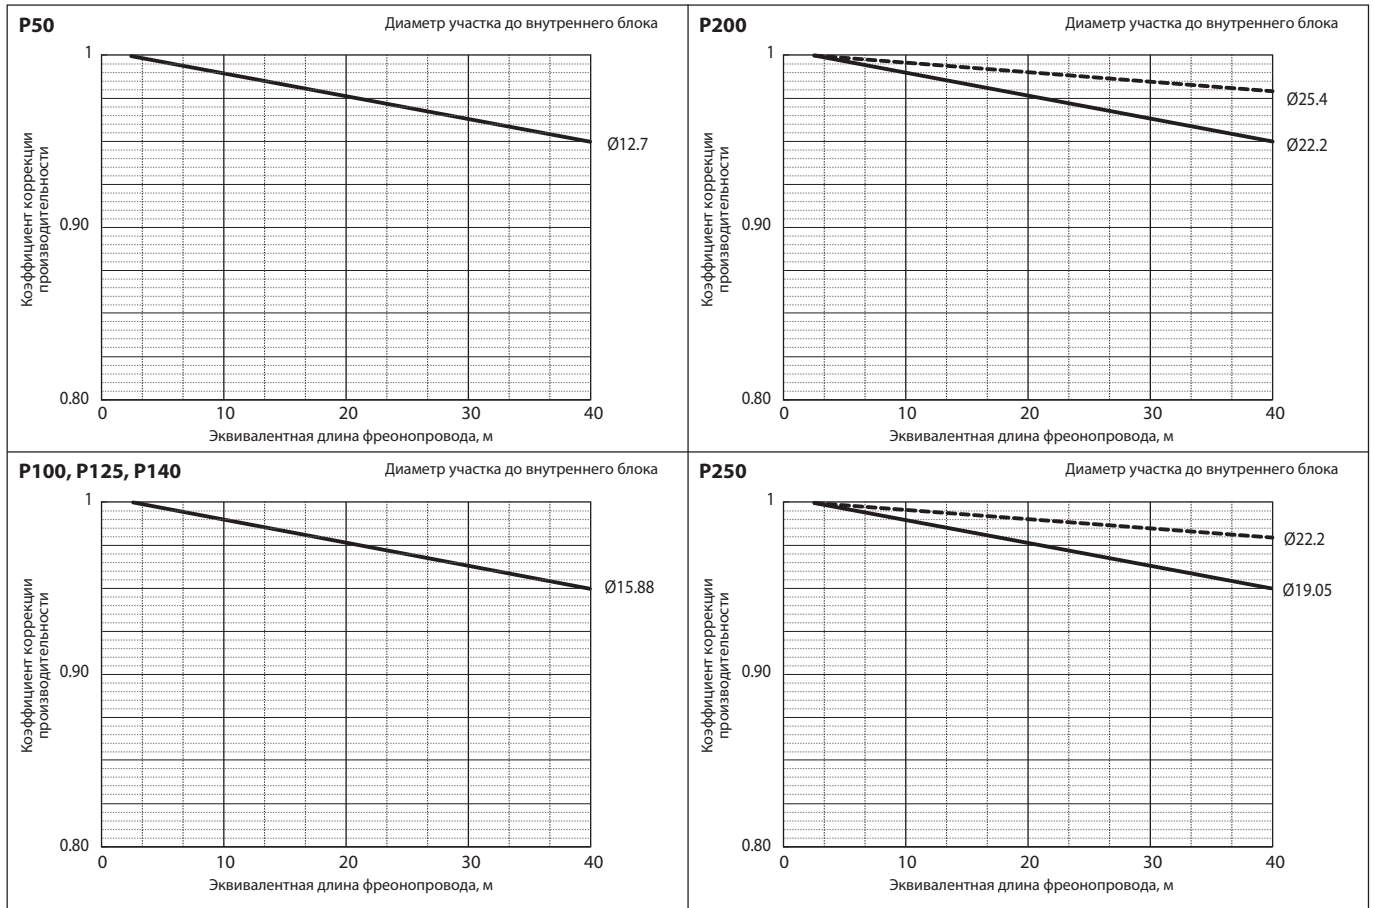 P50
Диаметр участка до внутреннего блока
1
0.90
0.80
Коэффициент коррекции
производительности
Ø12.7
0 10 20 30 40
Эквивалентная длина фреонопровода, м
P200
Диаметр участка до внутреннего блока
1
0.90
0.80
Коэффициент коррекции
производительности
Ø25.4
Ø22.2
0 10 20 30 40
Эквивалентная длина фреонопровода, м
P100, P125, P140
Диаметр участка до внутреннего блока
1
0.90
0.80
Коэффициент коррекции
производительности
Ø15.88
0 10 20 30 40
Эквивалентная длина фреонопровода, м
P250
Диаметр участка до внутреннего блока
1
0.90
0.80
Коэффициент коррекции
производительности
Ø22.2
Ø19.05
0 10 20 30 40
Эквивалентная длина фреонопровода, м